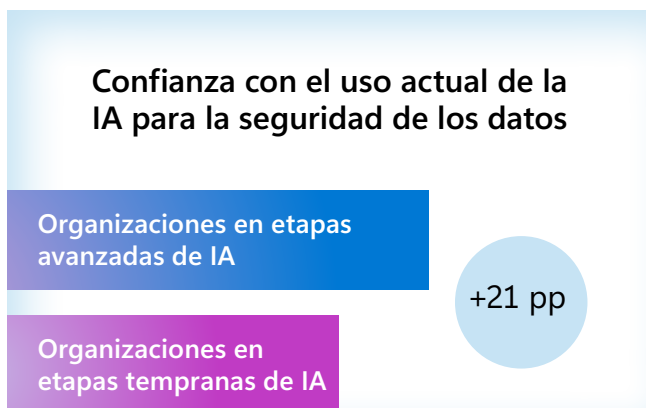 Confianza con el uso actual de la
IA para la seguridad de los datos
Organizaciones en etapas
avanzadas de IA
+21 pp
Organizaciones en
etapas tempranas de IA